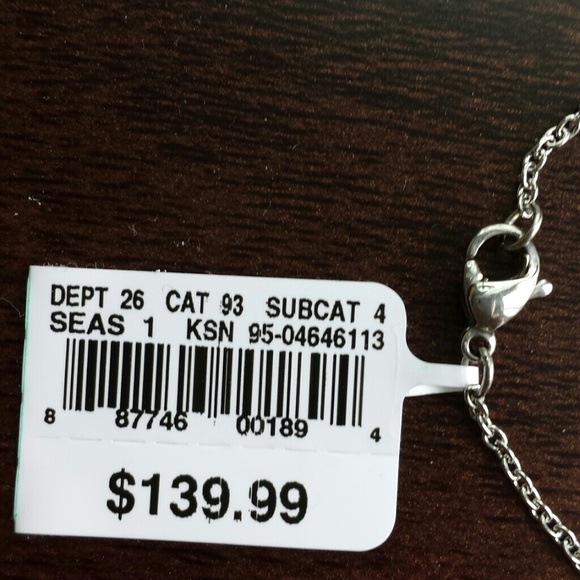 DEPT 26 CAT 93 SUBCAT 4
SEAS 1 KSN 95-04646113
8 87746 00189 4
$139.99